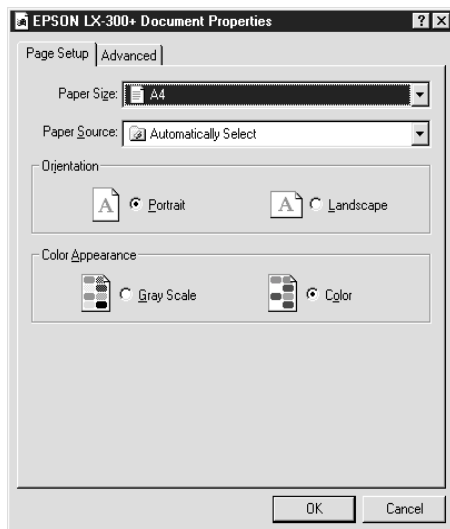 EPSON LX-300+ Document Properties ? X
Page Setup Advanced
Paper Size: A4
Paper Source: Automatically Select
Orientation
A Portrait A Landscape
Color Appearance
Gray Scale Color
OK Cancel